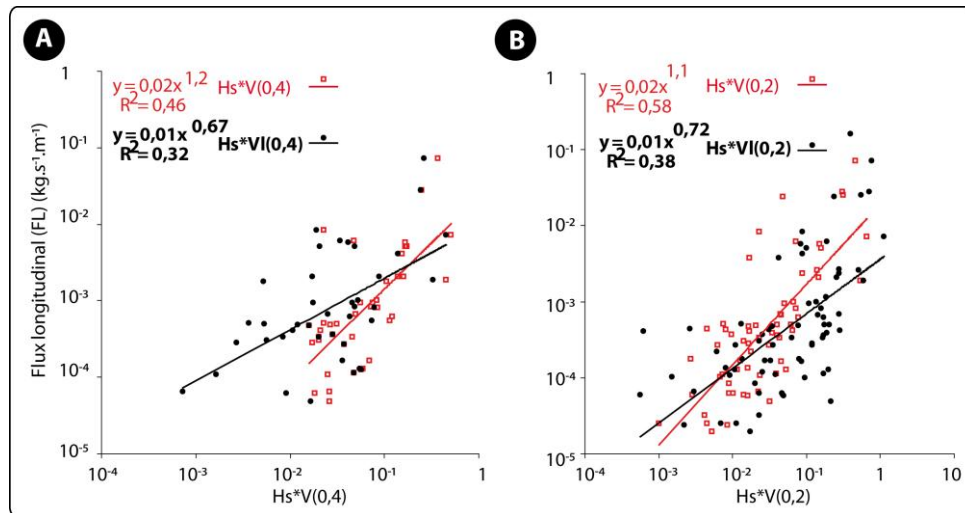 A
y=0,02x^1,2
R²=0,46
Hs*V(0,4)
y=0,01x^0,67
R²=0,32
Hs*Vl(0,4)
Flux longitudinal (FL) (kg.s⁻¹.m⁻¹)
1
10⁻¹
10⁻²
10⁻³
10⁻⁴
10⁻⁵
10⁻⁴ 10⁻³ 10⁻² 10⁻¹ 1
Hs*V(0,4)
B
y=0,02x^1,1
R²=0,58
Hs*V(0,2)
y=0,01x^0,72
R²=0,38
Hs*Vl(0,2)
1
10⁻¹
10⁻²
10⁻³
10⁻⁴
10⁻⁵
10⁻⁴ 10⁻³ 10⁻² 10⁻¹ 1 10
Hs*V(0,2)